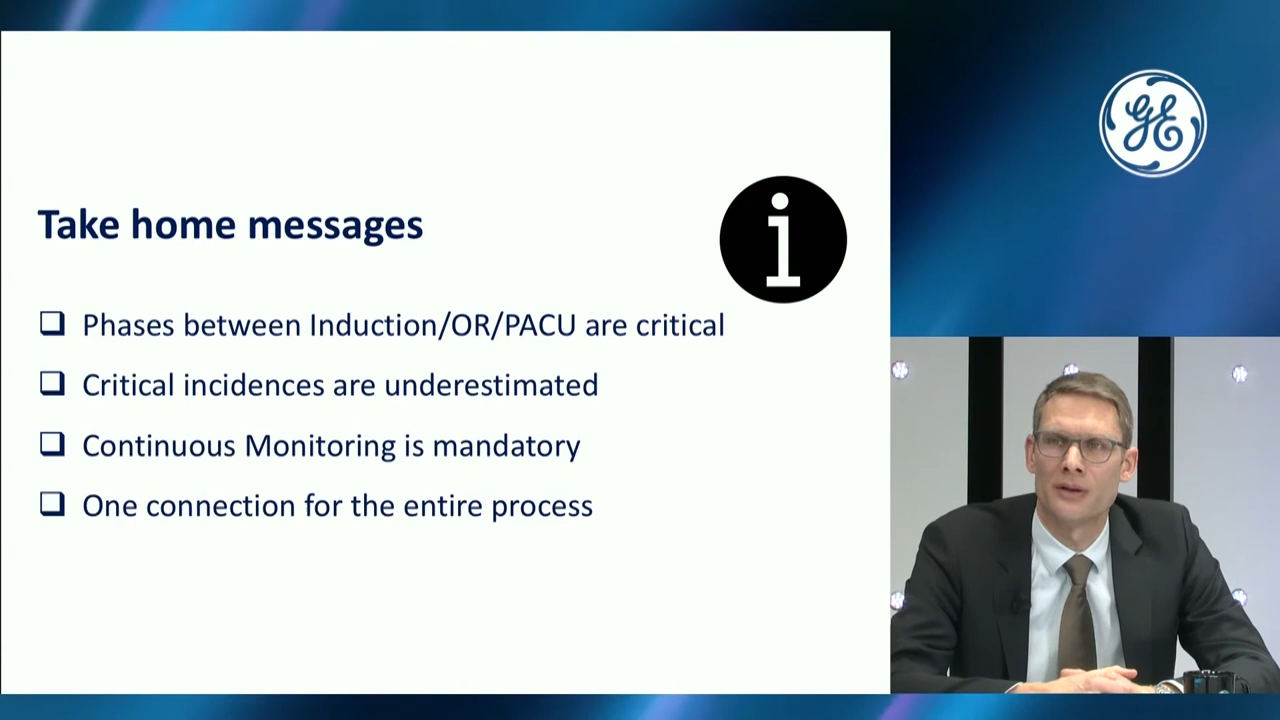 Take home messages
Phases between Induction/OR/PACU are critical
Critical incidences are underestimated
Continuous Monitoring is mandatory
One connection for the entire process
GE